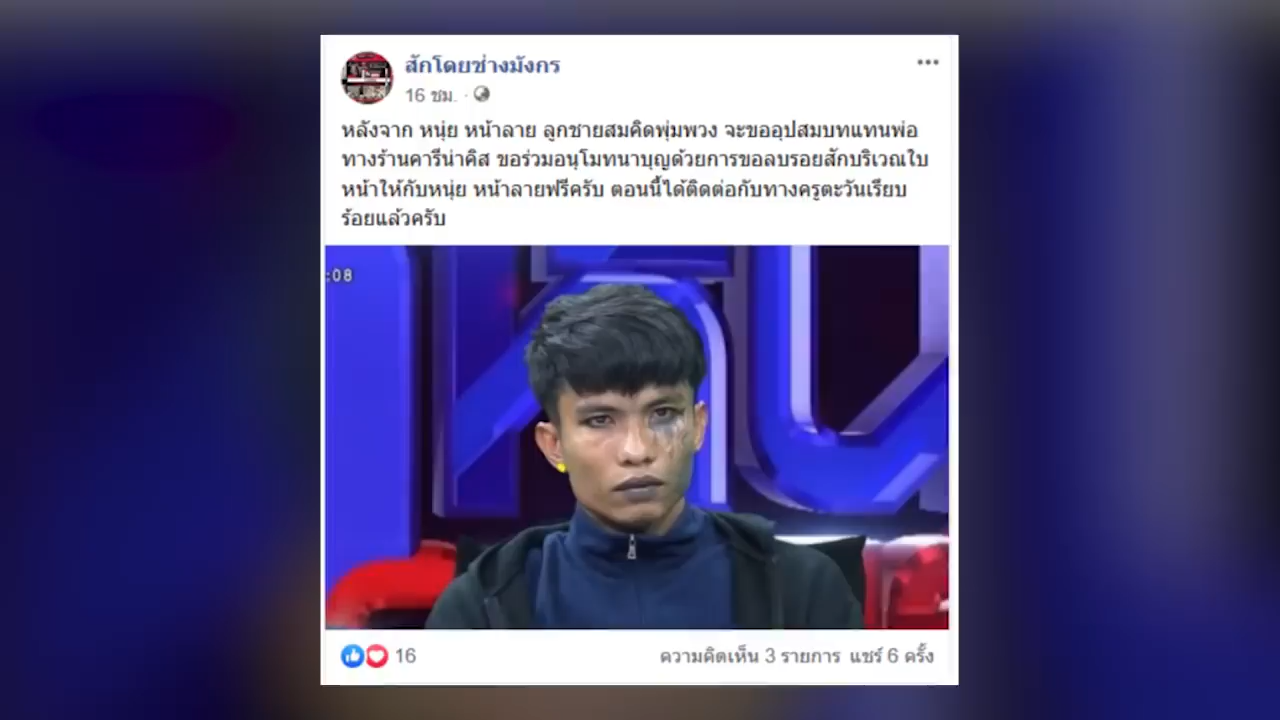 สักโดยช่างมังกร
16 ชม. ·
หลังจาก หนุ่ย หน้าลาย ลูกชายสมคิดพุ่มพวง จะขออุปสมบทแทนพ่อ
ทางร้านคารีน่าคิส ขอร่วมอนุโมทนาบุญด้วยการขอลบรอยสักบริเวณใบ
หน้าให้กับหนุ่ย หน้าลายฟรีครับ ตอนนี้ได้ติดต่อกับทางครูตะวันเรียบ
ร้อยแล้วครับ
:08
16 ความคิดเห็น 3 รายการ แชร์ 6 ครั้ง